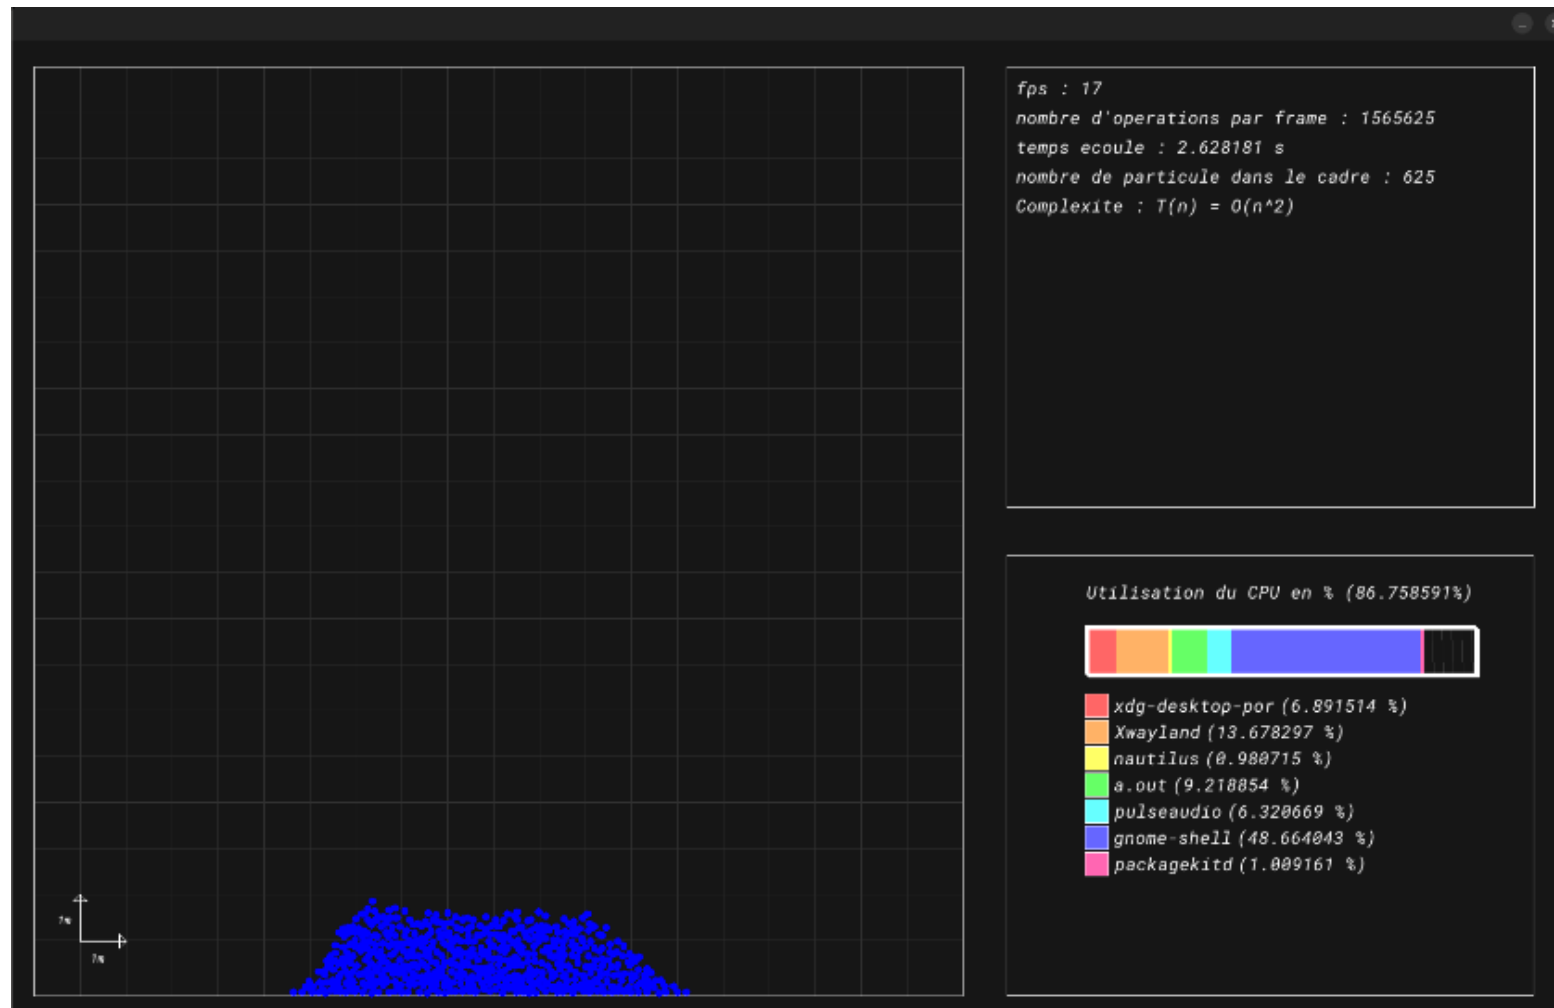 fps : 17
nombre d'operations par frame : 1565625
temps ecoule : 2.628181 s
nombre de particule dans le cadre : 625
Complexite : T(n) = O(n^2)
Utilisation du CPU en % (86.758591%)
xdg-desktop-por (6.891514 %)
Xwayland (13.678297 %)
nautilus (0.980715 %)
a.out (9.218854 %)
pulseaudio (6.320669 %)
gnome-shell (48.664043 %)
packagekitd (1.009161 %)
1m
1m